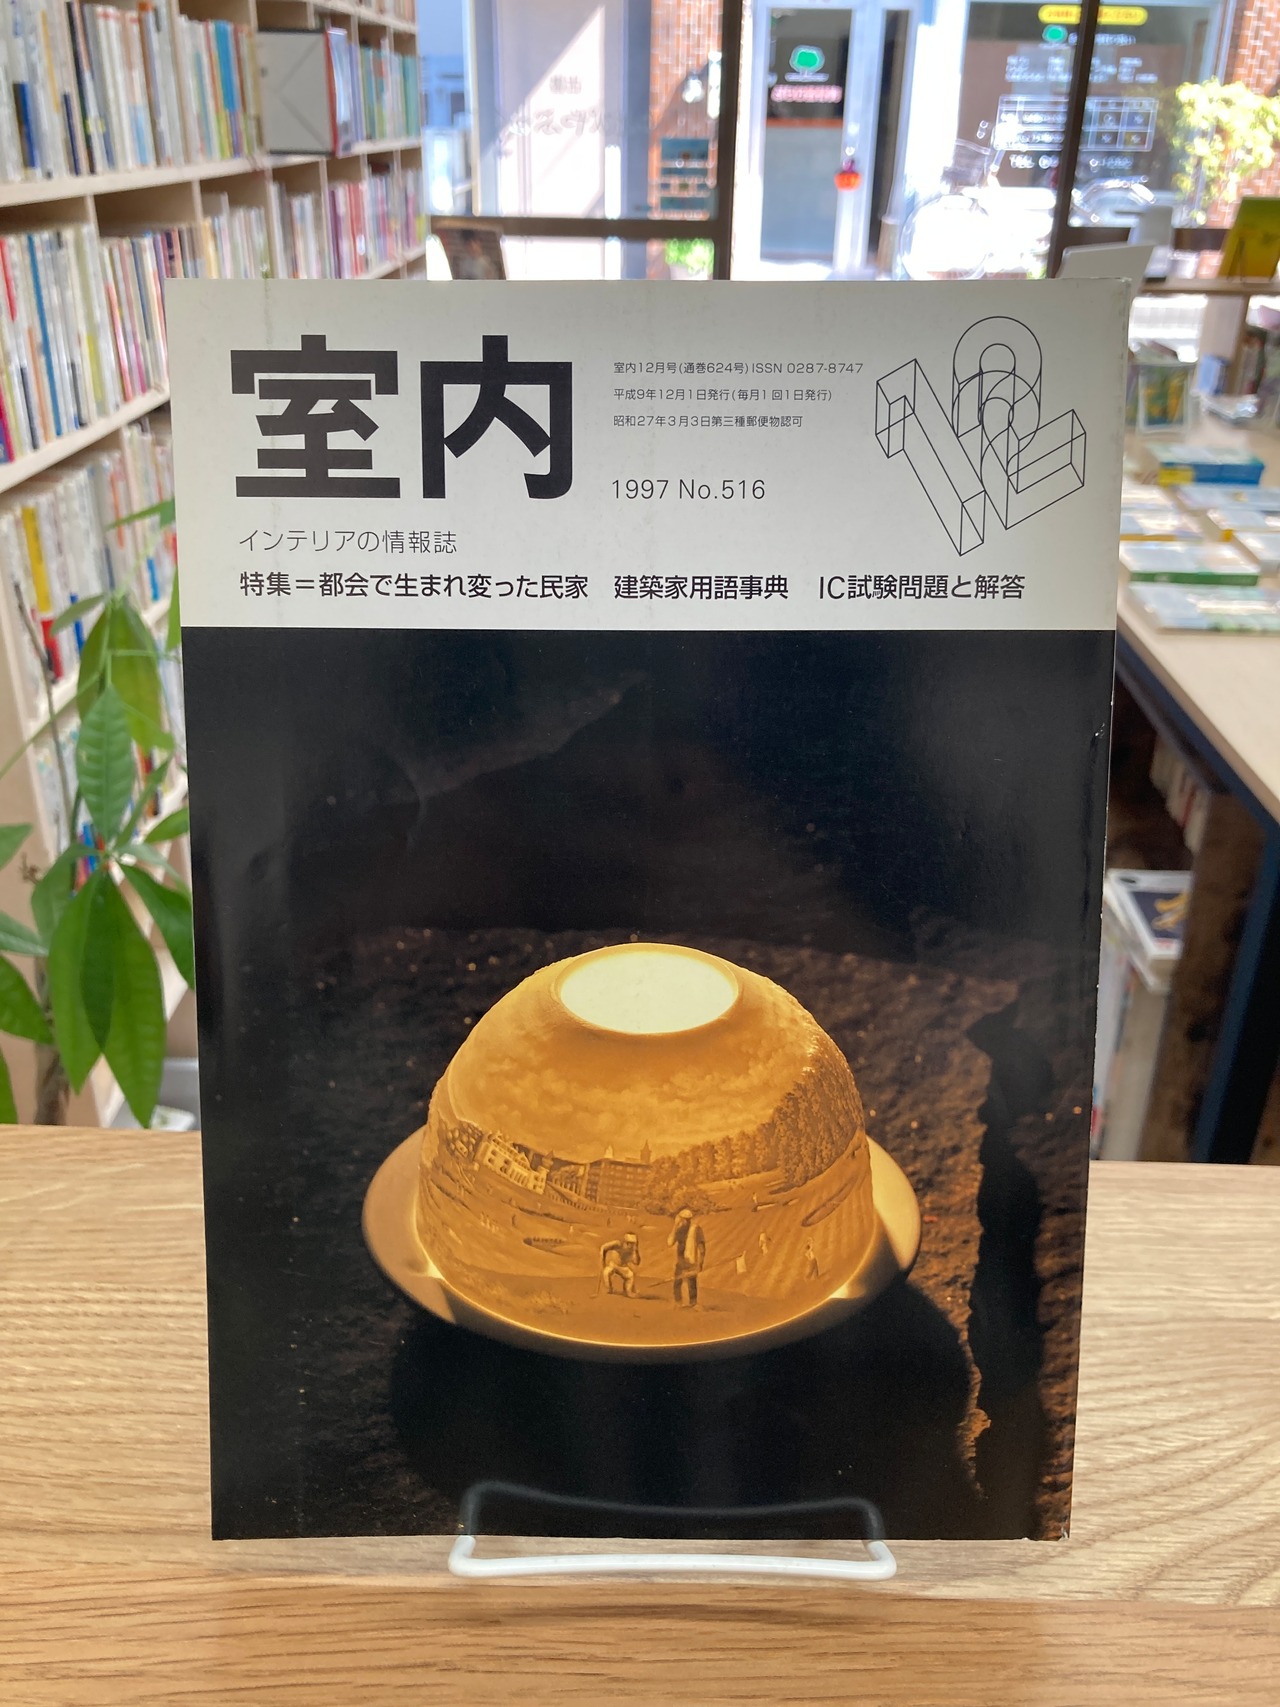 室内
室内12月号(通巻624号) ISSN 0287-8747
平成9年12月1日発行(毎月1回1日発行)
昭和27年3月3日第三種郵便物認可
1997 No.516
12
インテリアの情報誌
特集=都会で生まれ変った民家 建築家用語事典 IC試験問題と解答